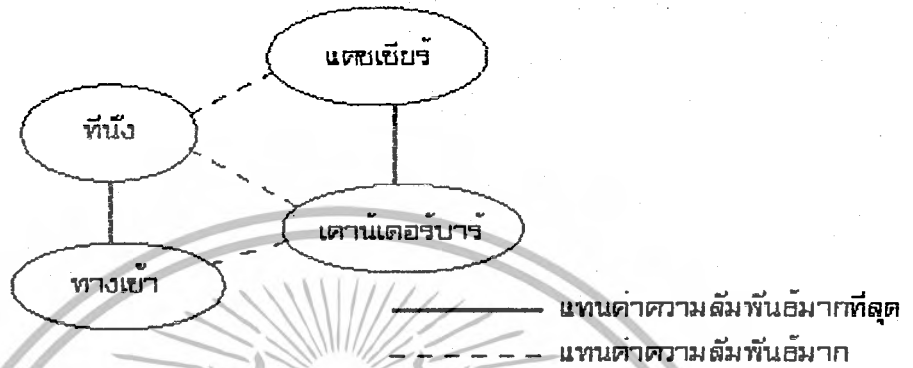 แคชเชียร์
ที่นั่ง
เคาน์เตอร์บาร์
ทางเข้า
แทนค่าความสัมพันธ์มากที่สุด
แทนค่าความสัมพันธ์มาก